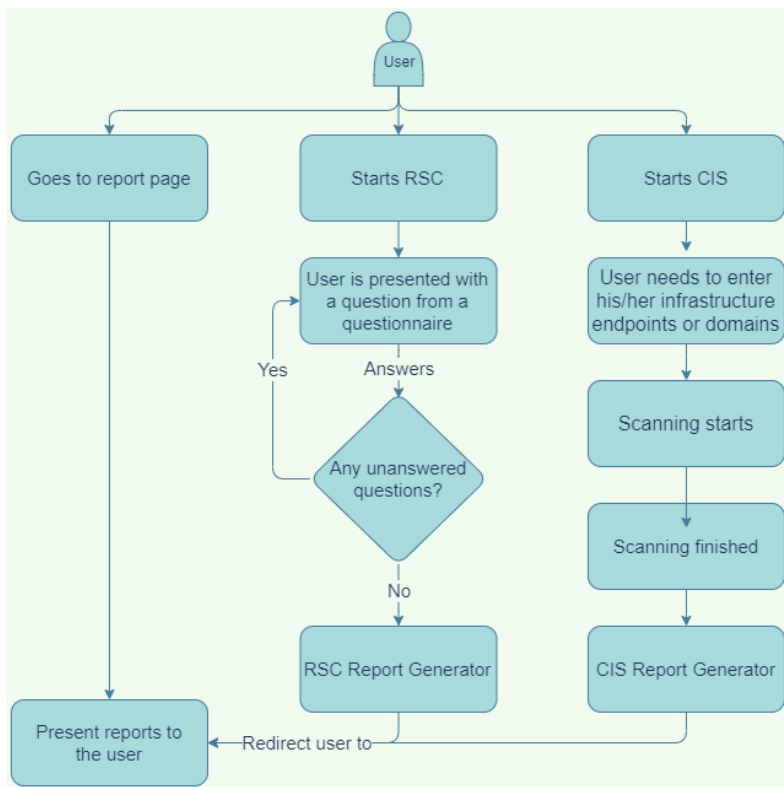 User
Goes to report page
Starts RSC
Starts CIS
User is presented with
a question from a
questionnaire
User needs to enter
his/her infrastructure
endpoints or domains
Yes
Answers
Scanning starts
Any unanswered
questions?
Scanning finished
No
RSC Report Generator
CIS Report Generator
Present reports to
the user
Redirect user to